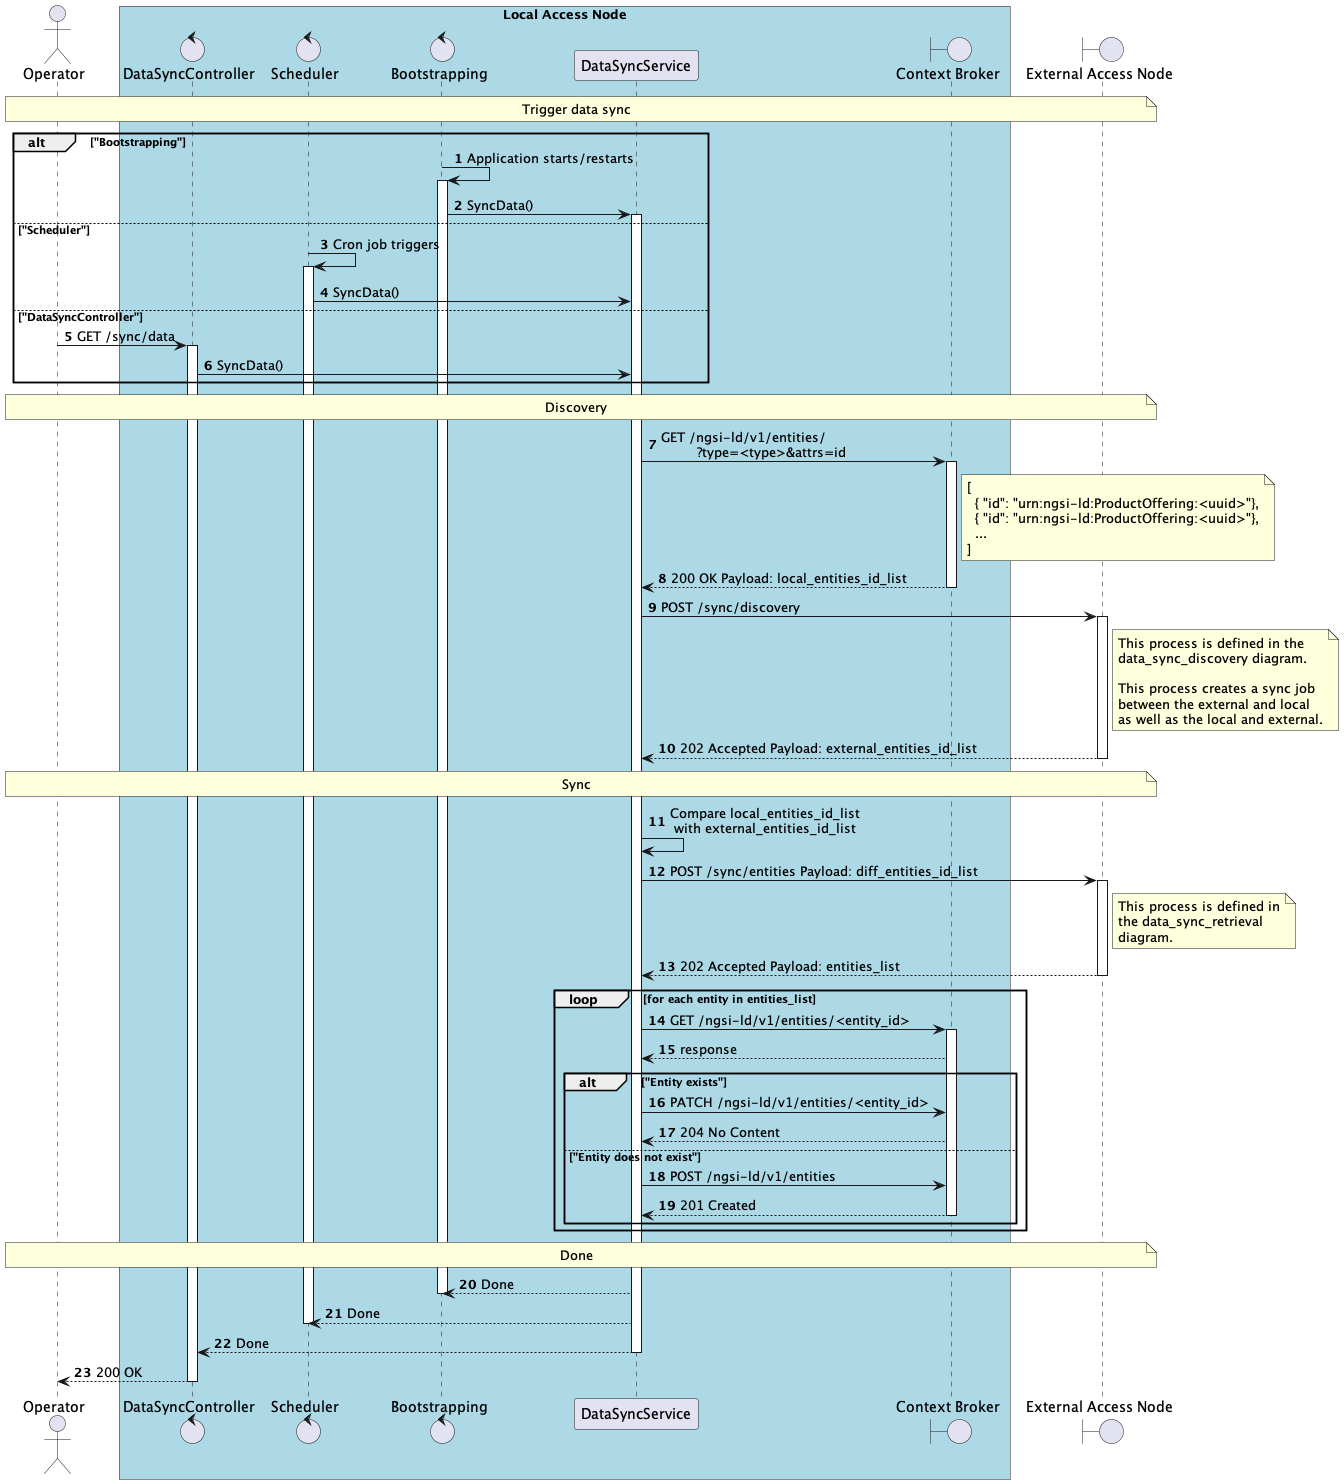 Local Access Node
Operator
DataSyncController
Scheduler
Bootstrapping
DataSyncService
Context Broker
External Access Node
Trigger data sync
alt ["Bootstrapping"]
1 Application starts/restarts
2 SyncData()
["Scheduler"]
3 Cron job triggers
4 SyncData()
["DataSyncController"]
5 GET /sync/data
6 SyncData()
Discovery
7 GET /ngsi-ld/v1/entities/
?type=<type>&attrs=id
[
{ "id": "urn:ngsi-ld:ProductOffering:<uuid>"},
{ "id": "urn:ngsi-ld:ProductOffering:<uuid>"},
...
]
8 200 OK Payload: local_entities_id_list
9 POST /sync/discovery
This process is defined in the
data_sync_discovery diagram.
This process creates a sync job
between the external and local
as well as the local and external.
10 202 Accepted Payload: external_entities_id_list
Sync
11 Compare local_entities_id_list
with external_entities_id_list
12 POST /sync/entities Payload: diff_entities_id_list
This process is defined in
the data_sync_retrieval
diagram.
13 202 Accepted Payload: entities_list
loop [for each entity in entities_list]
14 GET /ngsi-ld/v1/entities/<entity_id>
15 response
alt ["Entity exists"]
16 PATCH /ngsi-ld/v1/entities/<entity_id>
17 204 No Content
["Entity does not exist"]
18 POST /ngsi-ld/v1/entities
19 201 Created
Done
20 Done
21 Done
22 Done
23 200 OK
Operator
DataSyncController
Scheduler
Bootstrapping
DataSyncService
Context Broker
External Access Node